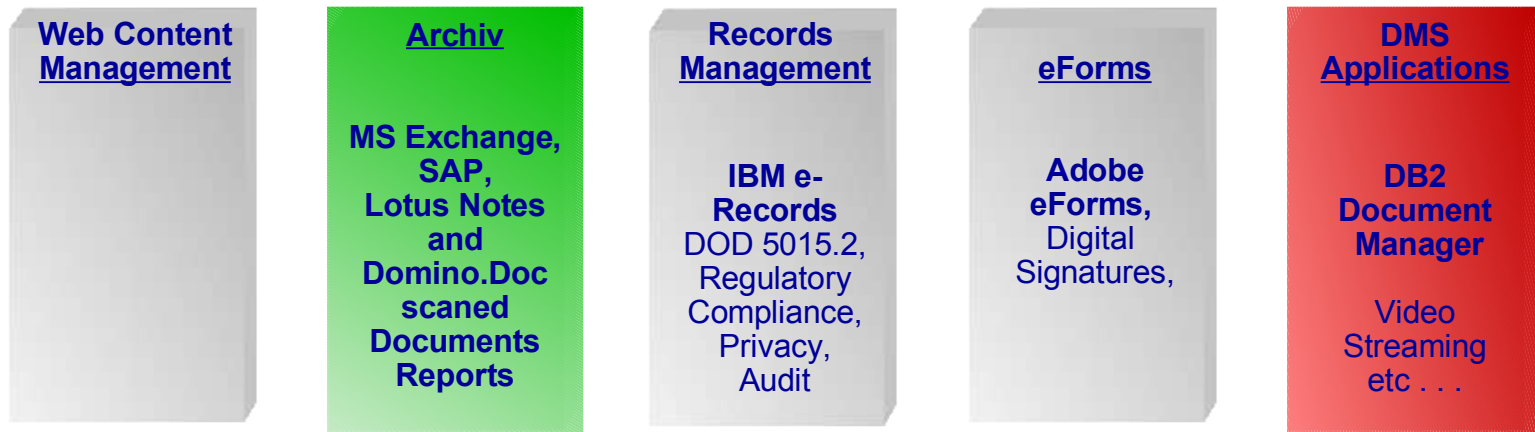 Web Content
Management
Archiv
MS Exchange,
SAP,
Lotus Notes
and
Domino.Doc
scaned
Documents
Reports
Records
Management
IBM e-
Records
DOD 5015.2,
Regulatory
Compliance,
Privacy,
Audit
eForms
Adobe
eForms,
Digital
Signatures,
DMS
Applications
DB2
Document
Manager
Video
Streaming
etc . . .